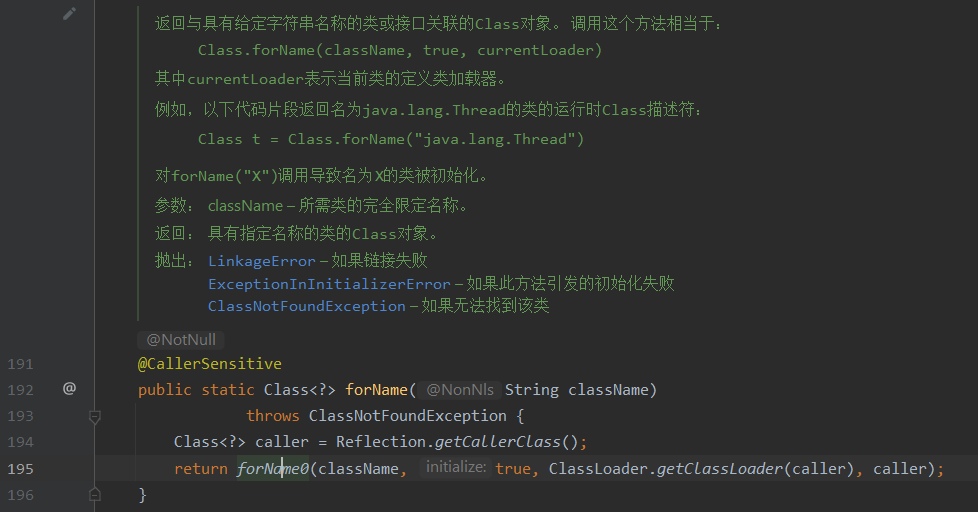 返回与具有给定字符串名称的类或接口关联的Class对象。 调用这个方法相当于：
Class.forName(className, true, currentLoader)
其中currentLoader表示当前类的定义类加载器。
例如，以下代码片段返回名为java.lang.Thread的类的运行时Class描述符：
Class t = Class.forName("java.lang.Thread")
对forName("X")调用导致名为X的类被初始化。
参数： className – 所需类的完全限定名称。
返回： 具有指定名称的类的Class对象。
抛出： LinkageError – 如果链接失败
ExceptionInInitializerError – 如果此方法引发的初始化失败
ClassNotFoundException – 如果无法找到该类
@NotNull
191 @CallerSensitive
192 @ public static Class<?> forName( @NonNls String className)
193 throws ClassNotFoundException {
194 Class<?> caller = Reflection.getCallerClass();
195 return forName0(className, initialize: true, ClassLoader.getClassLoader(caller), caller);
196 }